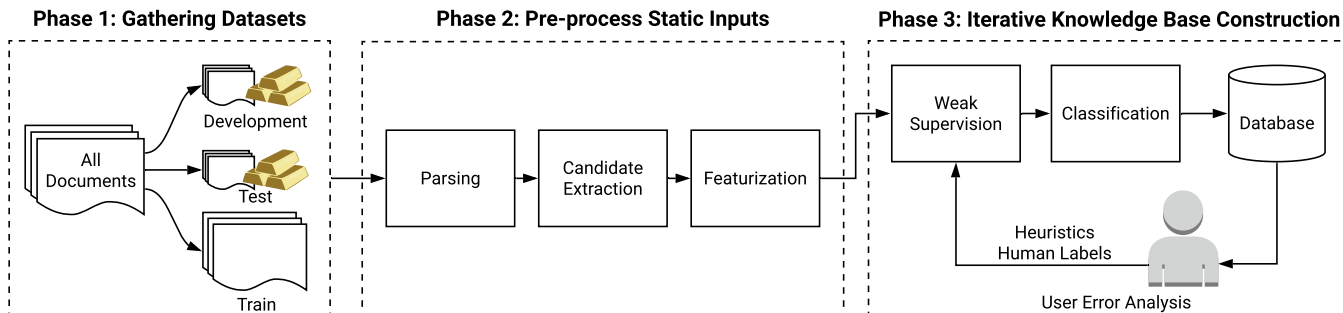 Phase 1: Gathering Datasets
All
Documents
Development
Test
Train
Phase 2: Pre-process Static Inputs
Parsing
Candidate
Extraction
Featurization
Phase 3: Iterative Knowledge Base Construction
Weak
Supervision
Classification
Database
Heuristics
Human Labels
User Error Analysis